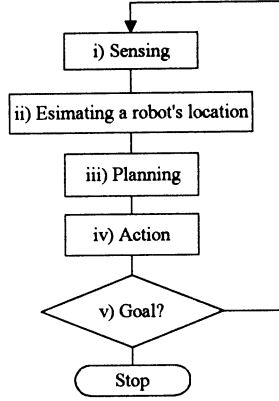 i) Sensing
ii) Esimating a robot's location
iii) Planning
iv) Action
v) Goal?
Stop